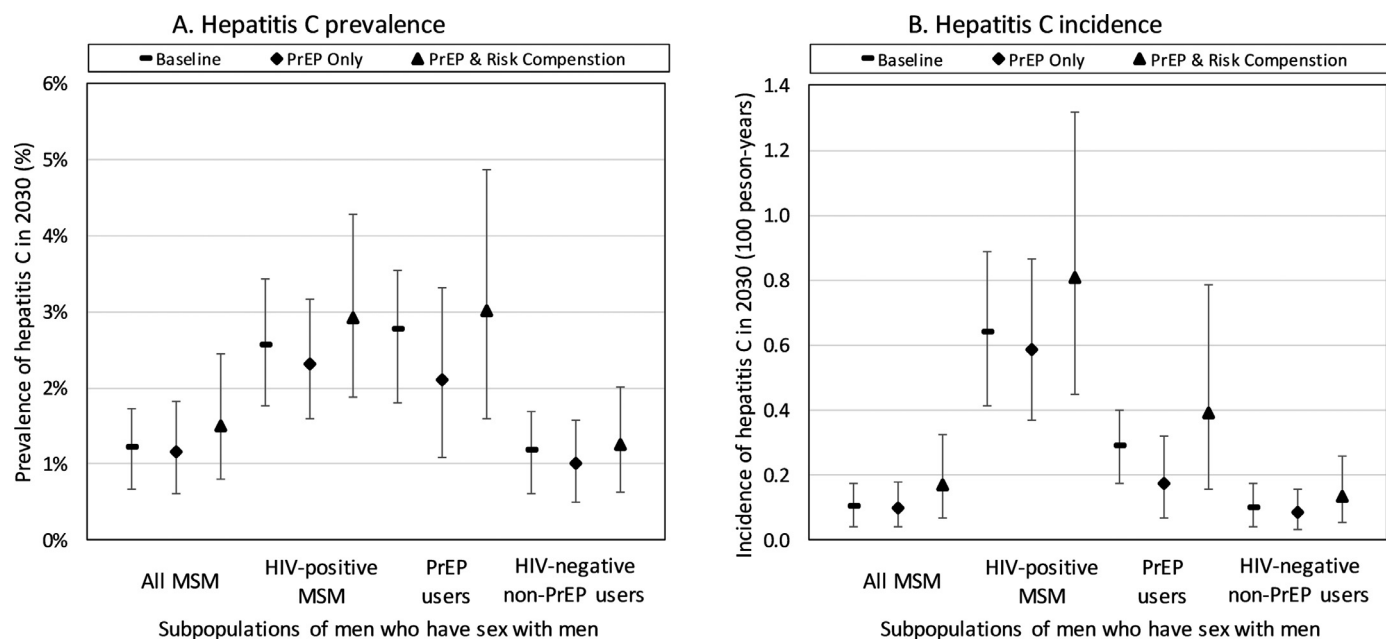 A. Hepatitis C prevalence
Baseline PrEP Only PrEP & Risk Compenstion
Prevalence of hepatitis C in 2030 (%)
6%
5%
4%
3%
2%
1%
0%
All MSM
HIV-positive
MSM
PrEP
users
HIV-negative
non-PrEP users
Subpopulations of men who have sex with men
B. Hepatitis C incidence
Baseline PrEP Only PrEP & Risk Compenstion
Incidence of hepatitis C in 2030 (100 peson-years)
1.4
1.2
1.0
0.8
0.6
0.4
0.2
0.0
All MSM
HIV-positive
MSM
PrEP
users
HIV-negative
non-PrEP users
Subpopulations of men who have sex with men